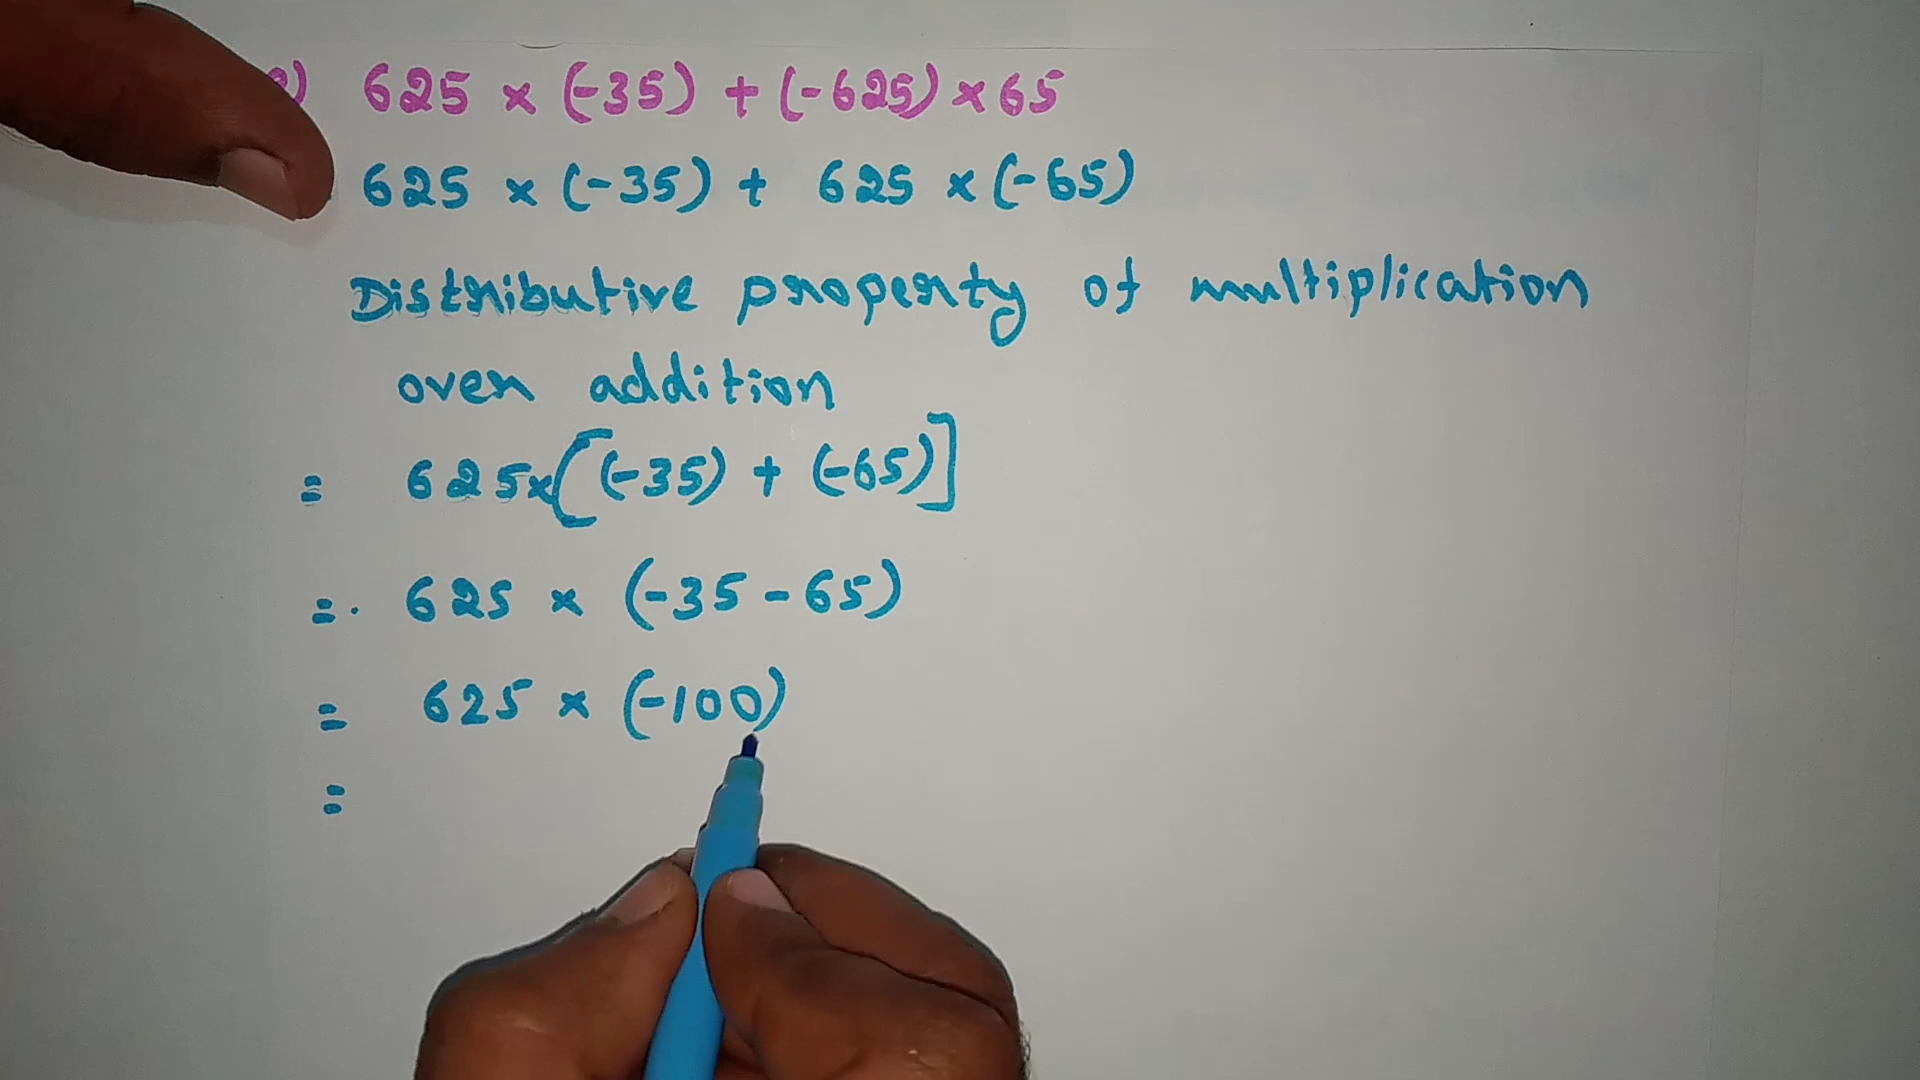 ) 625 × (-35) + (-625) × 65
625 × (-35) + 625 × (-65)
Distributive property of multiplication
over addition
= 625×[(-35) + (-65)]
=. 625 × (-35 - 65)
= 625 × (-100)
=